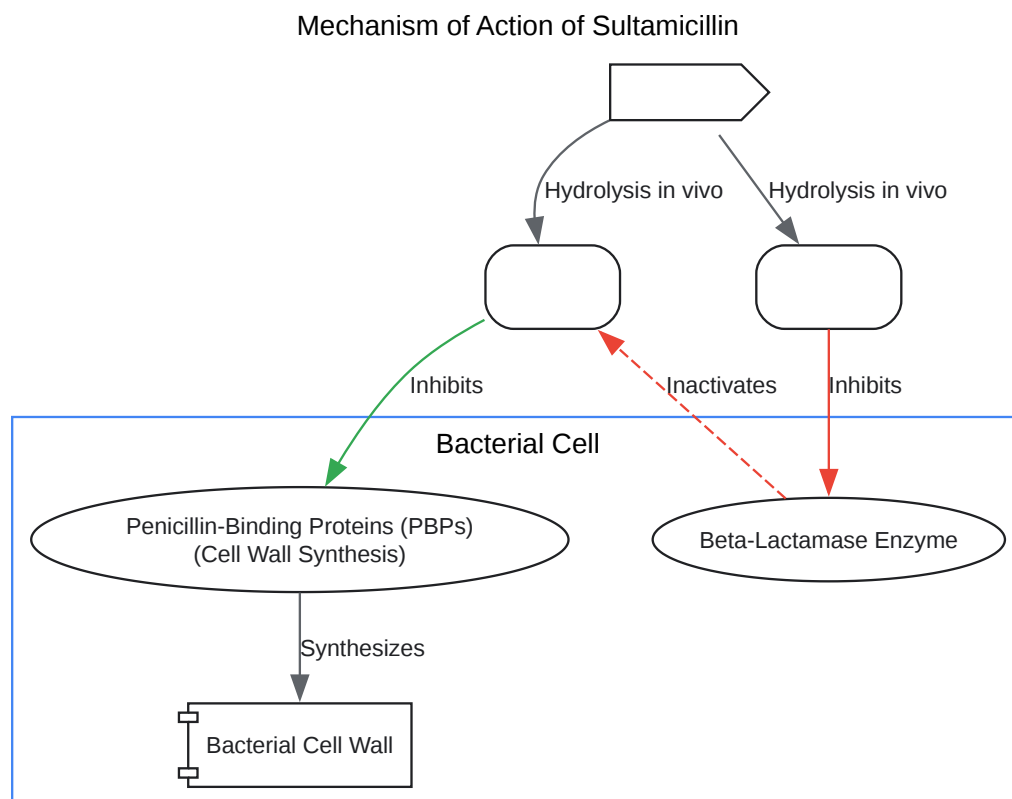 Mechanism of Action of Sultamicillin
Hydrolysis in vivo
Hydrolysis in vivo
Inhibits
Inactivates
Inhibits
Bacterial Cell
Penicillin-Binding Proteins (PBPs)
(Cell Wall Synthesis)
Beta-Lactamase Enzyme
Synthesizes
Bacterial Cell Wall